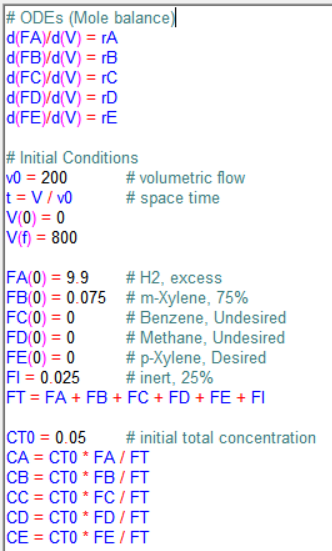 # ODEs (Mole balance)
d(FA)/d(V) = rA
d(FB)/d(V) = rB
d(FC)/d(V) = rC
d(FD)/d(V) = rD
d(FE)/d(V) = rE
# Initial Conditions
v0 = 200 # volumetric flow
t = V / v0 # space time
V(0) = 0
V(f) = 800
FA(0) = 9.9 # H2, excess
FB(0) = 0.075 # m-Xylene, 75%
FC(0) = 0 # Benzene, Undesired
FD(0) = 0 # Methane, Undesired
FE(0) = 0 # p-Xylene, Desired
FI = 0.025 # inert, 25%
FT = FA + FB + FC + FD + FE + FI
CT0 = 0.05 # initial total concentration
CA = CT0 * FA / FT
CB = CT0 * FB / FT
CC = CT0 * FC / FT
CD = CT0 * FD / FT
CE = CT0 * FE / FT